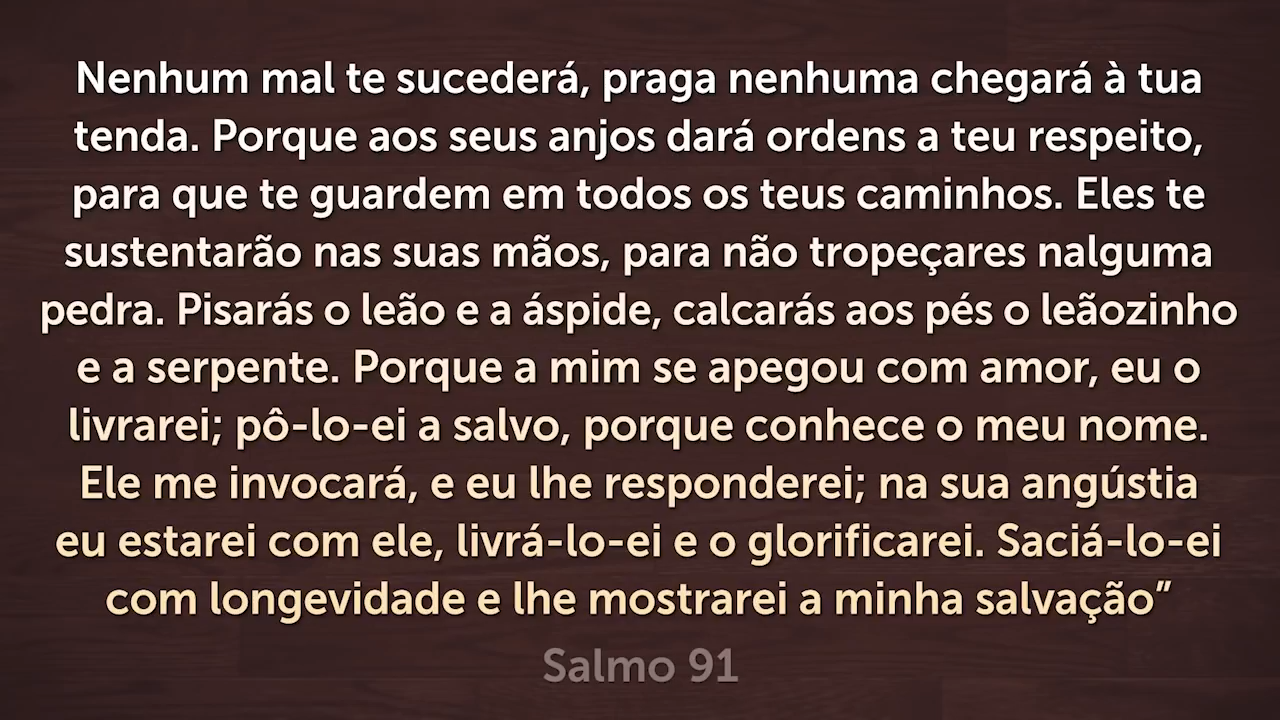 Nenhum mal te sucederá, praga nenhuma chegará à tua
tenda. Porque aos seus anjos dará ordens a teu respeito,
para que te guardem em todos os teus caminhos. Eles te
sustentarão nas suas mãos, para não tropeçares nalguma
pedra. Pisarás o leão e a áspide, calcarás aos pés o leãozinho
e a serpente. Porque a mim se apegou com amor, eu o
livrarei; pô-lo-ei a salvo, porque conhece o meu nome.
Ele me invocará, e eu lhe responderei; na sua angústia
eu estarei com ele, livrá-lo-ei e o glorificarei. Saciá-lo-ei
com longevidade e lhe mostrarei a minha salvação”
Salmo 91